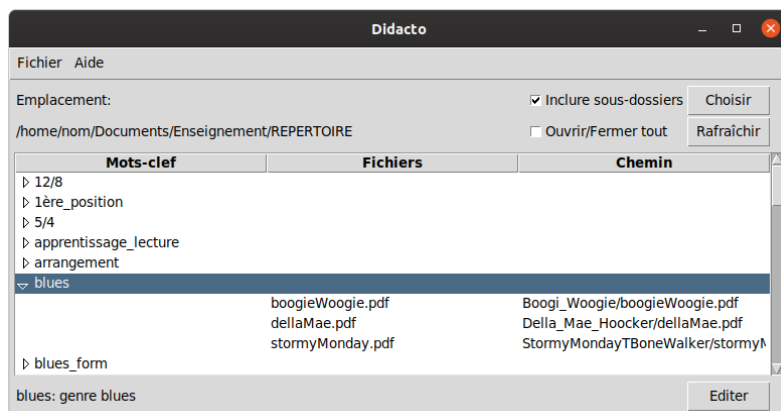 Didacto
Fichier Aide
Emplacement: Inclure sous-dossiers Choisir
/home/nom/Documents/Enseignement/REPERTOIRE Ouvrir/Fermer tout Rafraîchir
Mots-clef Fichiers Chemin
12/8
1ère_position
5/4
apprentissage_lecture
arrangement
blues
boogieWoogie.pdf Boogi_Woogie/boogieWoogie.pdf
dellaMae.pdf Della_Mae_Hoocker/dellaMae.pdf
stormyMonday.pdf StormyMondayTBoneWalker/stormyM
blues_form
blues: genre blues Editer